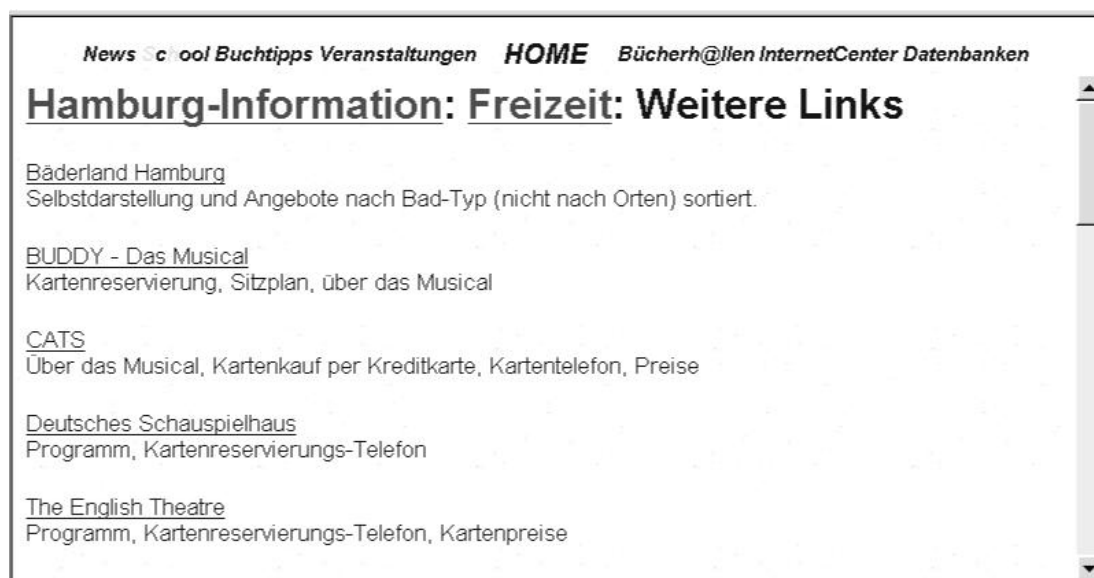 News School Buchtipps Veranstaltungen HOME Bücherh@llen InternetCenter Datenbanken
Hamburg-Information: Freizeit: Weitere Links
Bäderland Hamburg
Selbstdarstellung und Angebote nach Bad-Typ (nicht nach Orten) sortiert.
BUDDY - Das Musical
Kartenreservierung, Sitzplan, über das Musical
CATS
Über das Musical, Kartenkauf per Kreditkarte, Kartentelefon, Preise
Deutsches Schauspielhaus
Programm, Kartenreservierungs-Telefon
The English Theatre
Programm, Kartenreservierungs-Telefon, Kartenpreise